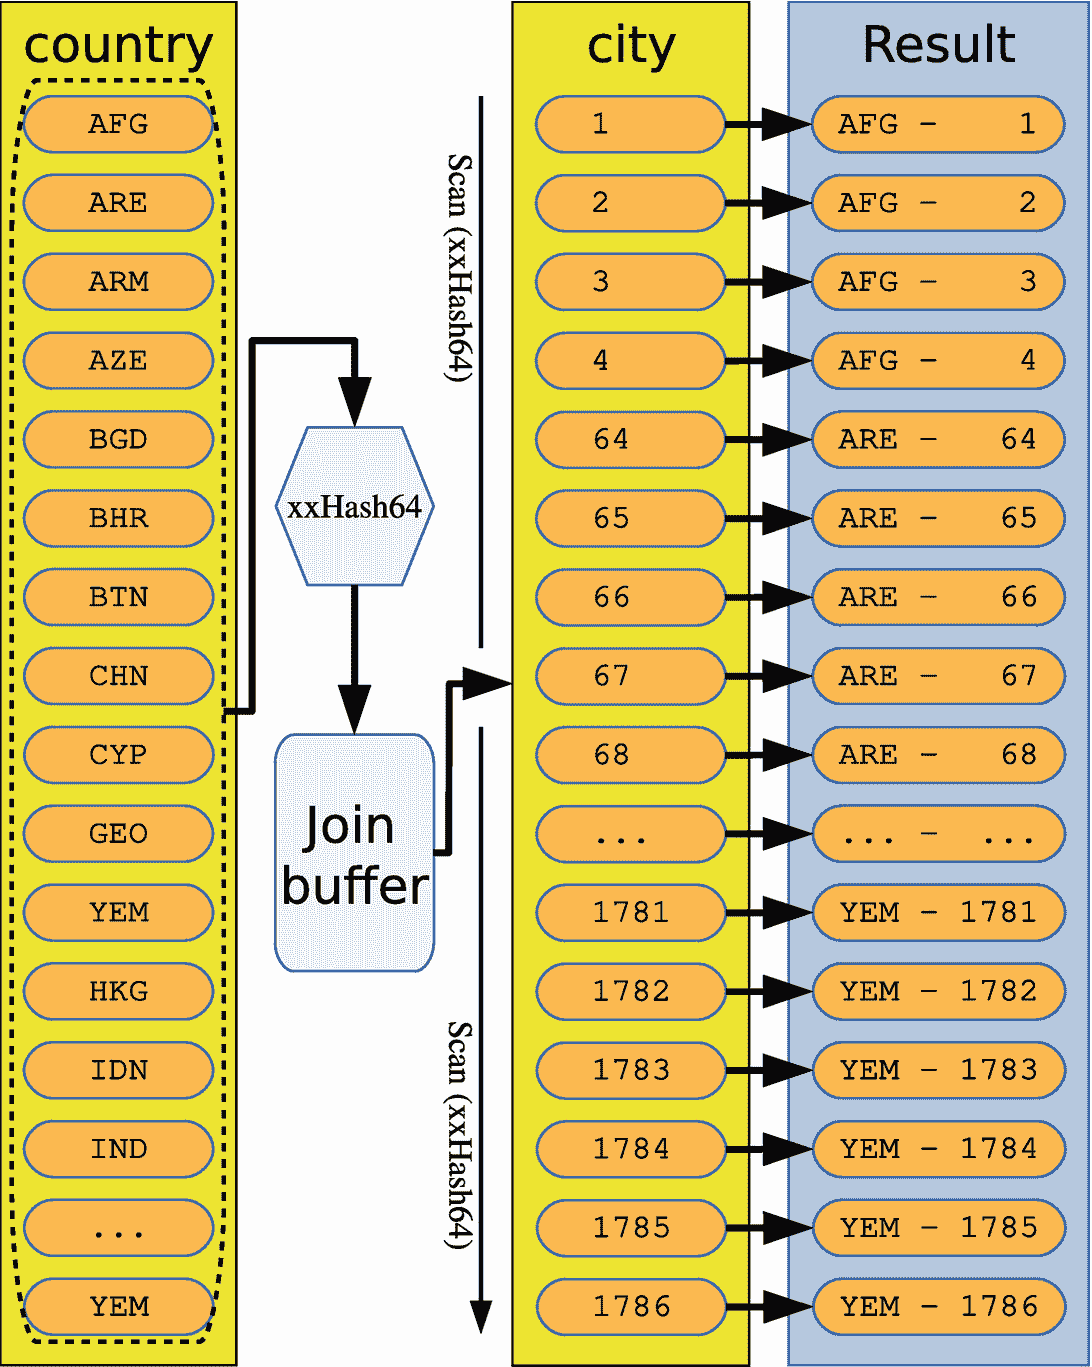 country
AFG
ARE
ARM
AZE
BGD
BHR
BTN
CHN
CYP
GEO
YEM
HKG
IDN
IND
...
YEM
xxHash64
Join
buffer
Scan (xxHash64)
Scan (xxHash64)
city
1
2
3
4
64
65
66
67
68
...
1781
1782
1783
1784
1785
1786
Result
AFG - 1
AFG - 2
AFG - 3
AFG - 4
ARE - 64
ARE - 65
ARE - 66
ARE - 67
ARE - 68
... - ...
YEM - 1781
YEM - 1782
YEM - 1783
YEM - 1784
YEM - 1785
YEM - 1786